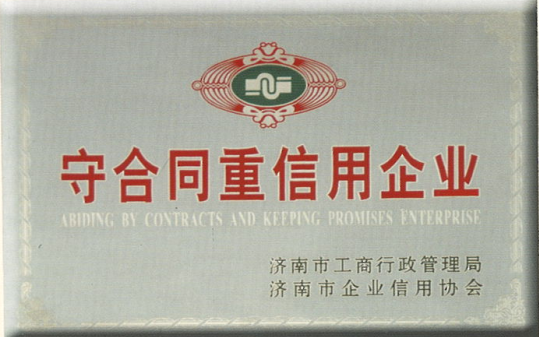 守合同重信用企业
ABIDING BY CONTRACTS AND KEEPING PROMISES ENTERPRISE
济南市工商行政管理局
济南市企业信用协会